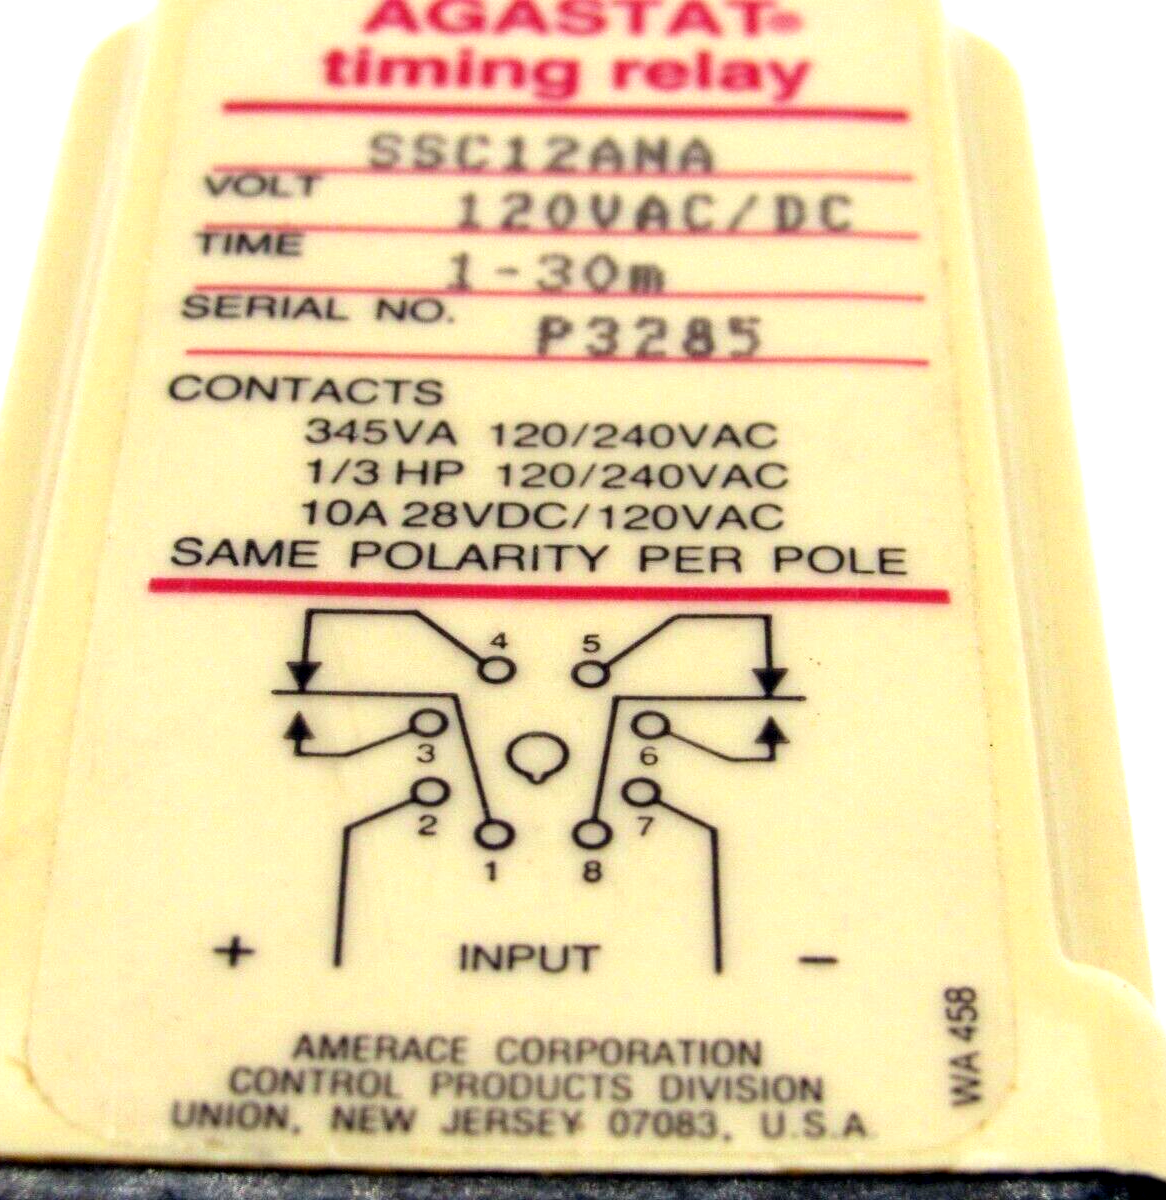 AGASTAT®
timing relay
SSC12ANA
VOLT 120VAC/DC
TIME 1-30m
SERIAL NO. P3285
CONTACTS
345VA 120/240VAC
1/3 HP 120/240VAC
10A 28VDC/120VAC
SAME POLARITY PER POLE
4 5
3 6
2 7
1 8
+ INPUT −
WA 458
AMERACE CORPORATION
CONTROL PRODUCTS DIVISION
UNION, NEW JERSEY 07083, U.S.A.